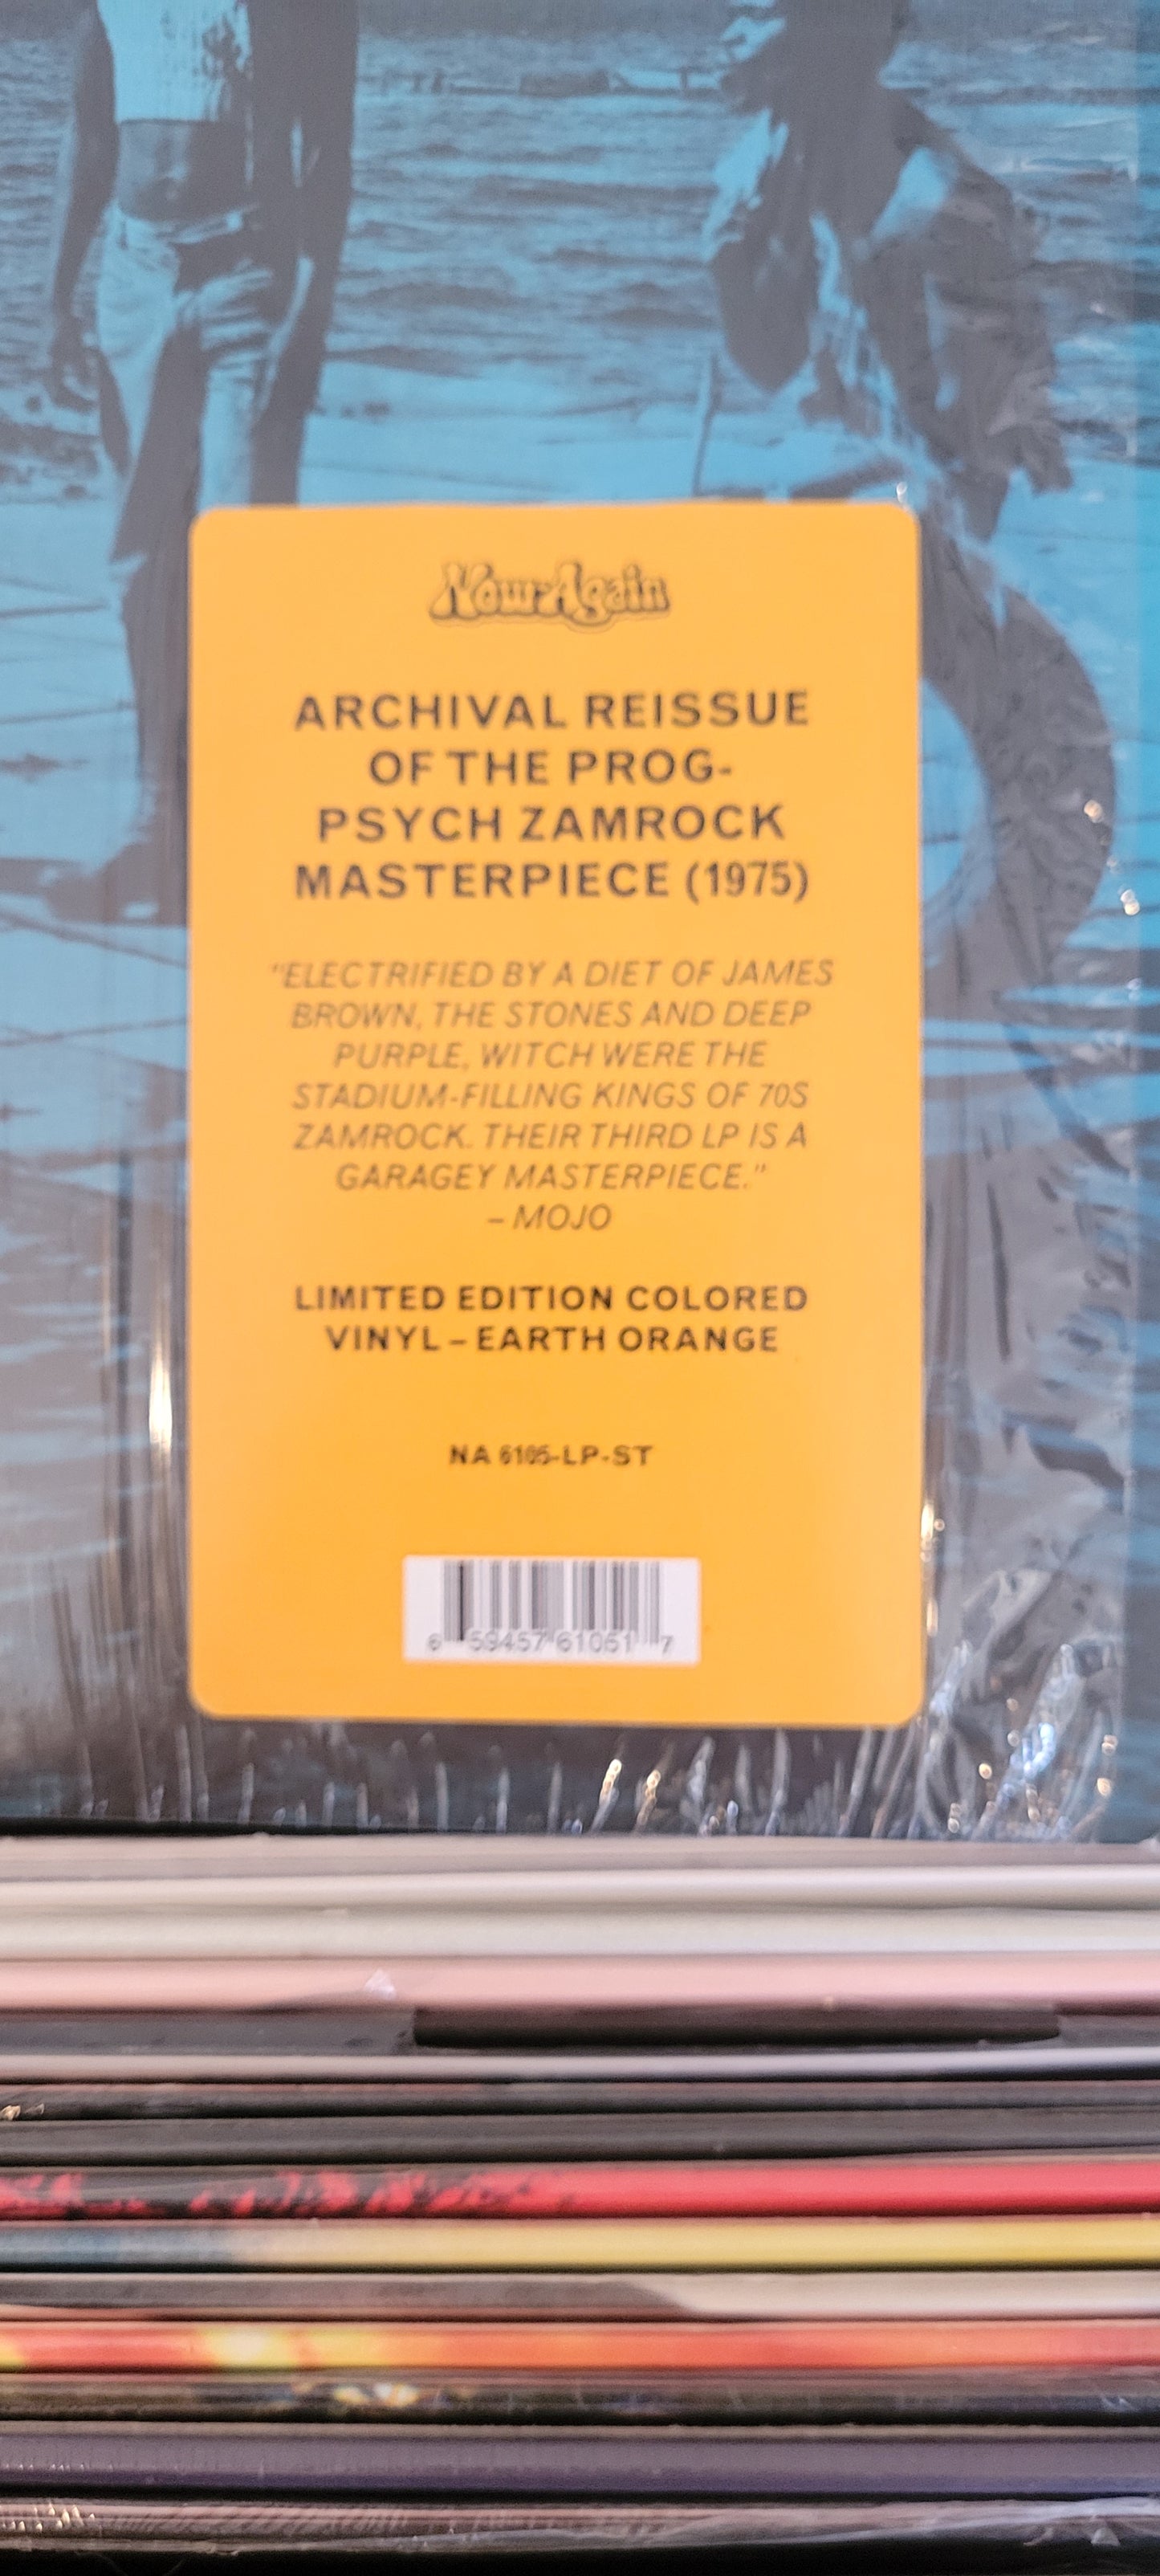 Now-Again
ARCHIVAL REISSUE
OF THE PROG-
PSYCH ZAMROCK
MASTERPIECE (1975)
"ELECTRIFIED BY A DIET OF JAMES
BROWN, THE STONES AND DEEP
PURPLE, WITCH WERE THE
STADIUM-FILLING KINGS OF 70S
ZAMROCK. THEIR THIRD LP IS A
GARAGEY MASTERPIECE."
– MOJO
LIMITED EDITION COLORED
VINYL – EARTH ORANGE
NA 6105-LP-ST
6 59457 61051 7